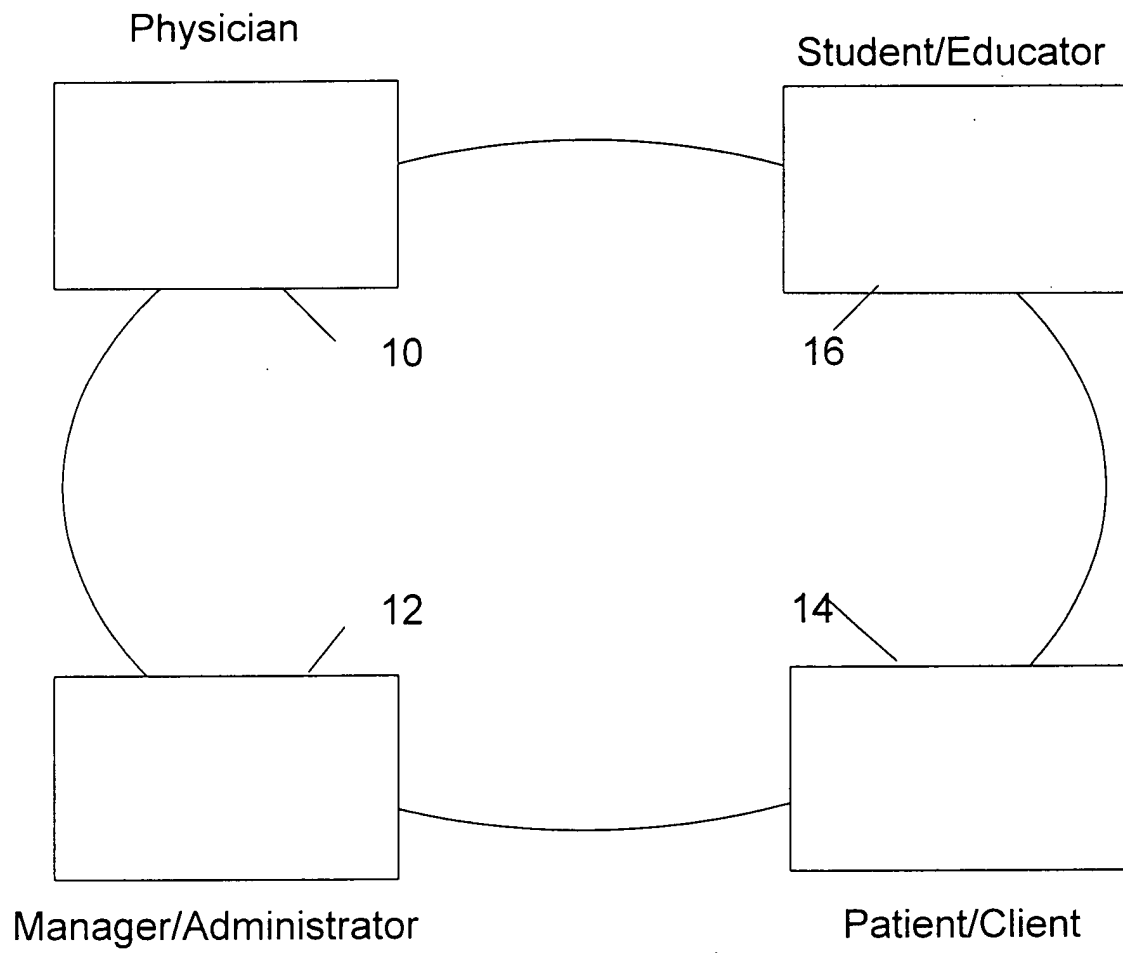 Physician
Student/Educator
10
16
12
14
Manager/Administrator
Patient/Client